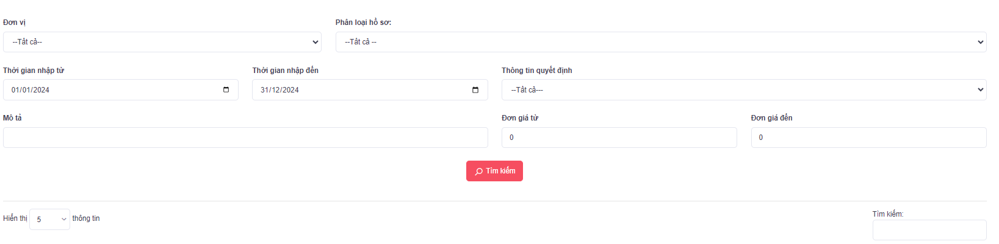 Đơn vị Phân loại hồ sơ:
--Tất cả-- --Tất cả --
Thời gian nhập từ Thời gian nhập đến Thông tin quyết định
01/01/2024 31/12/2024 --Tất cả---
Mô tả Đơn giá từ Đơn giá đến
0 0
Tìm kiếm
Hiển thị 5 thông tin Tìm kiếm: